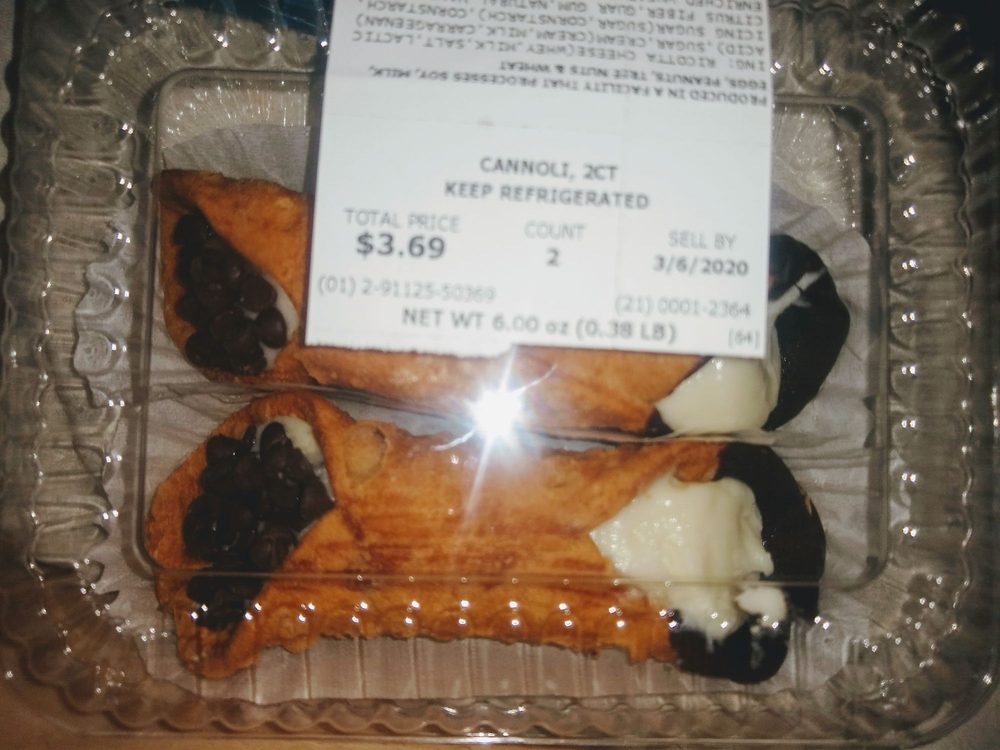 PRODUCED IN A FACILITY THAT PROCESSES SOY, MILK,
EGGS, PEANUTS, TREE NUTS & WHEAT
ING: RICOTTA CHEESE(WHEY,MILK,SALT,LACTIC
ACID),SUGAR,CREAM(CREAM,MILK,CARRAGEENAN)
ICING SUGAR(SUGAR,CORNSTARCH),CORNSTARCH,
CITRUS FIBER GUAR GUM,NATURAL
ENRICHED
CANNOLI, 2CT
KEEP REFRIGERATED
TOTAL PRICE COUNT SELL BY
$3.69 2 3/6/2020
(01) 2-91125-50369 (21) 0001-2364
NET WT 6.00 oz (0.38 LB) [64]